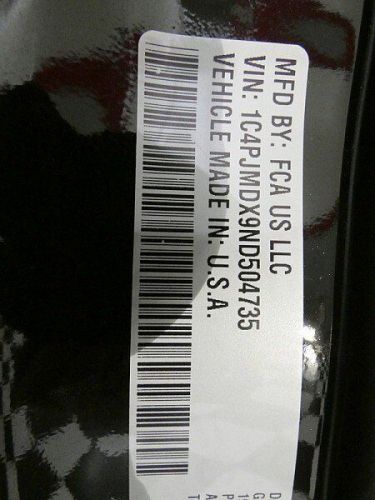 MFD BY: FCA US LLC
VIN: 1C4PJMDX9ND504735
VEHICLE MADE IN: U.S.A.